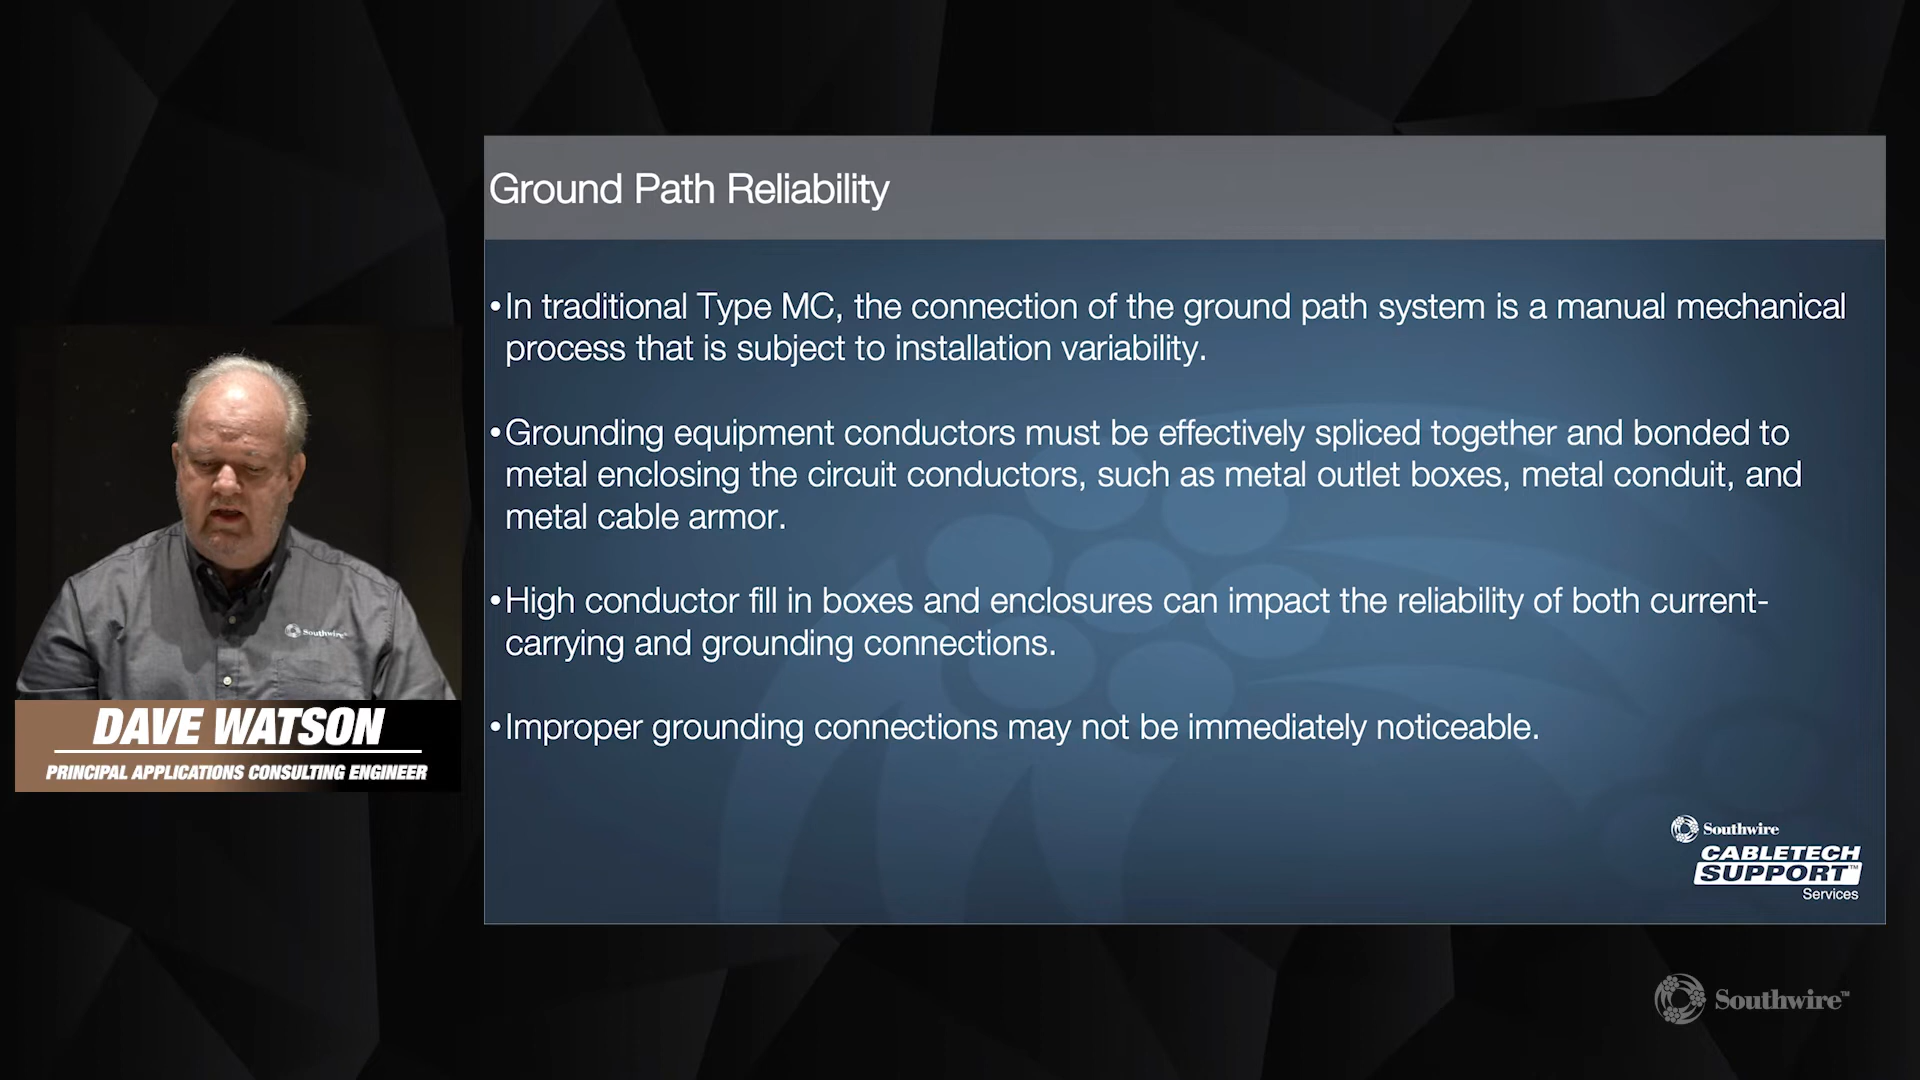 Ground Path Reliability
•In traditional Type MC, the connection of the ground path system is a manual mechanical
process that is subject to installation variability.
•Grounding equipment conductors must be effectively spliced together and bonded to
metal enclosing the circuit conductors, such as metal outlet boxes, metal conduit, and
metal cable armor.
•High conductor fill in boxes and enclosures can impact the reliability of both current-
carrying and grounding connections.
•Improper grounding connections may not be immediately noticeable.
Southwire
DAVE WATSON
PRINCIPAL APPLICATIONS CONSULTING ENGINEER
Southwire
CABLETECH
SUPPORT™
Services
Southwire™